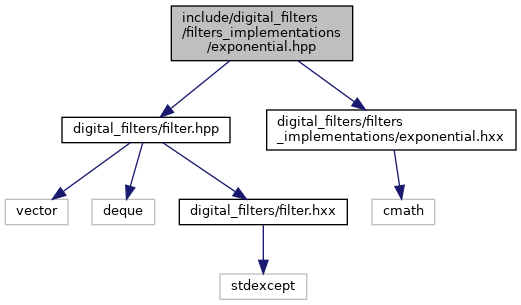 include/digital_filters
/filters_implementations
/exponential.hpp
digital_filters/filter.hpp
digital_filters/filters
_implementations/exponential.hxx
vector
deque
digital_filters/filter.hxx
cmath
stdexcept